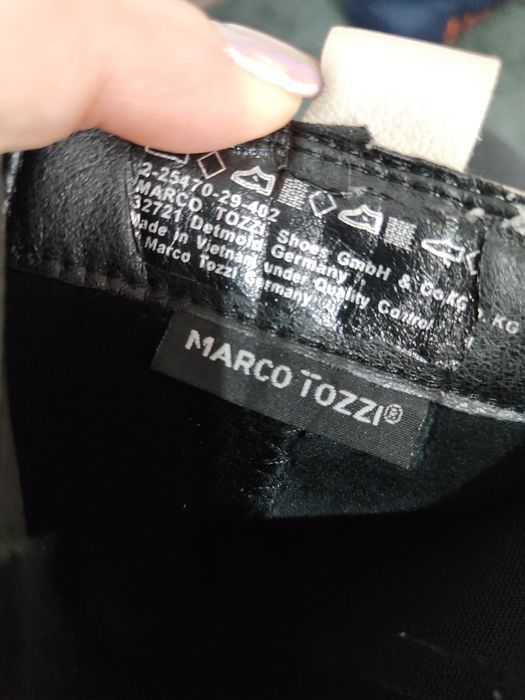 2-25470-29-402
MARCO TOZZI Shoes GmbH & Co KG
32721 Detmold Germany
Made in Vietnam under Quality Control
Marco Tozzi Germany
KG
MARCO TOZZI®